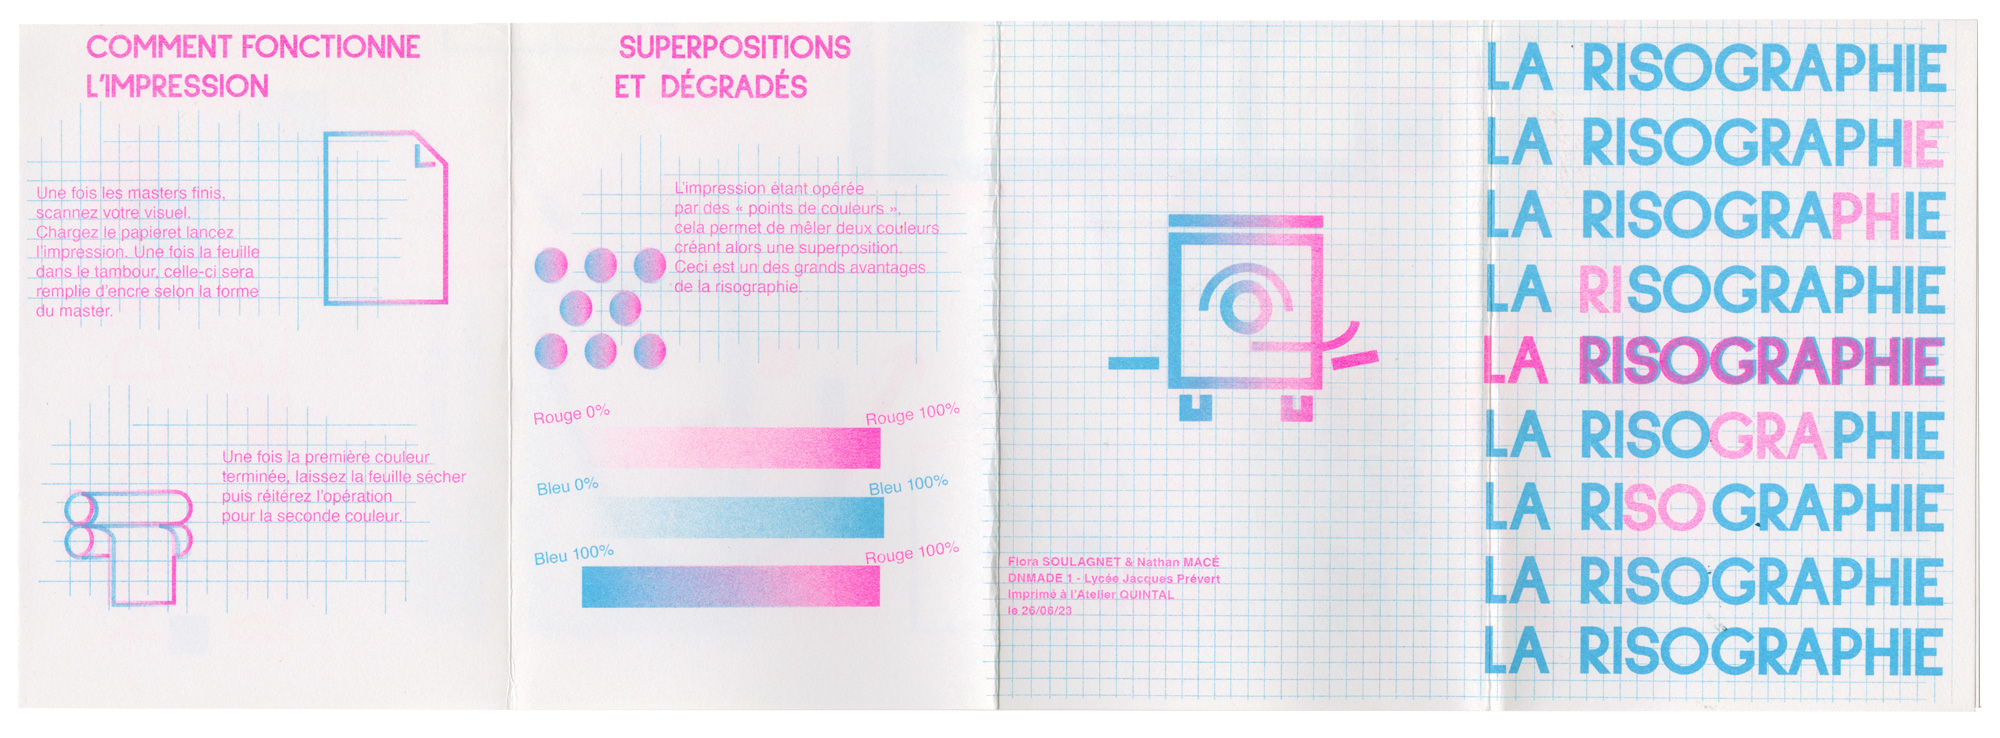 COMMENT FONCTIONNE
L'IMPRESSION
Une fois les masters finis,
scannez votre visuel.
Chargez le papieret lancez
l'impression. Une fois la feuille
dans le tambour, celle-ci sera
remplie d'encre selon la forme
du master.
Une fois la première couleur
terminée, laissez la feuille sécher
puis réitérez l'opération
pour la seconde couleur.
SUPERPOSITIONS
ET DÉGRADÉS
L'impression étant opérée
par des « points de couleurs »,
cela permet de mêler deux couleurs
créant alors une superposition.
Ceci est un des grands avantages
de la risographie.
Rouge 0%
Rouge 100%
Bleu 0%
Bleu 100%
Bleu 100%
Rouge 100%
Flora SOULAGNET & Nathan MACÉ
DNMADE 1 - Lycée Jacques Prévert
Imprimé à l'Atelier QUINTAL
le 26/06/23
LA RISOGRAPHIE
LA RISOGRAPHIE
LA RISOGRAPHIE
LA RISOGRAPHIE
LA RISOGRAPHIE
LA RISOGRAPHIE
LA RISOGRAPHIE
LA RISOGRAPHIE
LA RISOGRAPHIE